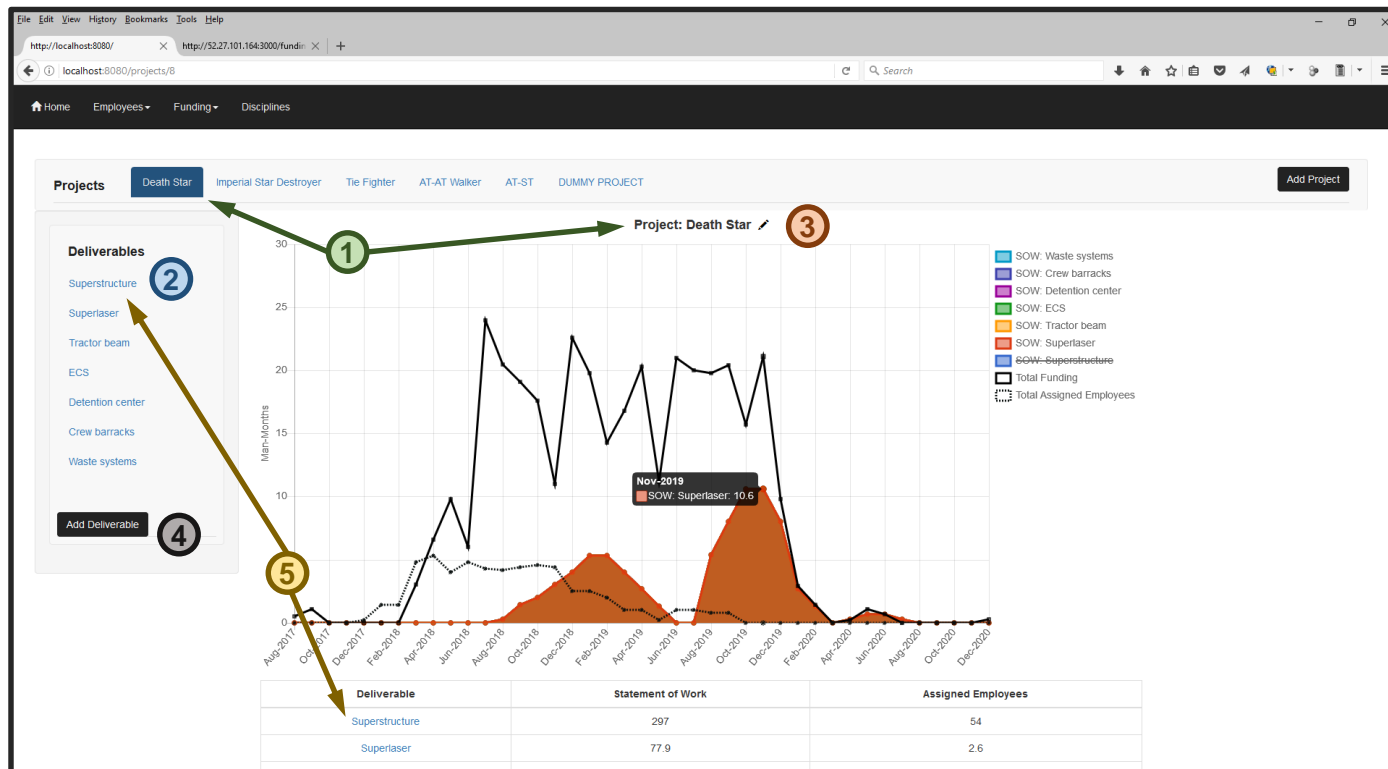 File Edit View History Bookmarks Tools Help
http://localhost:8080/ http://52.27.101.164:3000/fundin
localhost:8080/projects/8 Search
Home Employees Funding Disciplines
Projects Death Star Imperial Star Destroyer Tie Fighter AT-AT Walker AT-ST DUMMY PROJECT Add Project
Project: Death Star
1
3
Deliverables
2
Superstructure
Superlaser
Tractor beam
ECS
Detention center
Crew barracks
Waste systems
Add Deliverable
4
5
30
25
20
15
10
5
0
Man-Months
Nov-2019
SOW: Superlaser: 10.6
SOW: Waste systems
SOW: Crew barracks
SOW: Detention center
SOW: ECS
SOW: Tractor beam
SOW: Superlaser
SOW: Superstructure
Total Funding
Total Assigned Employees
Aug-2017 Oct-2017 Dec-2017 Feb-2018 Apr-2018 Jun-2018 Aug-2018 Oct-2018 Dec-2018 Feb-2019 Apr-2019 Jun-2019 Aug-2019 Oct-2019 Dec-2019 Feb-2020 Apr-2020 Jun-2020 Aug-2020 Oct-2020 Dec-2020
Deliverable Statement of Work Assigned Employees
Superstructure 297 54
Superlaser 77.9 2.6